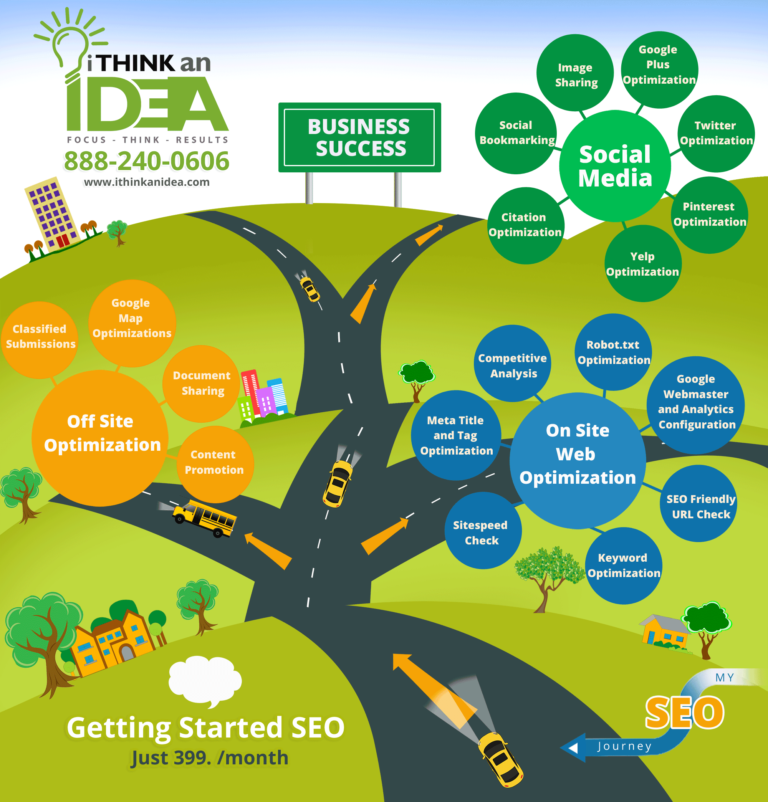 iTHINK an
IDEA
FOCUS - THINK - RESULTS
888-240-0606
www.ithinkanidea.com
BUSINESS
SUCCESS
Social
Media
Image
Sharing
Google
Plus
Optimization
Twitter
Optimization
Pinterest
Optimization
Yelp
Optimization
Citation
Optimization
Social
Bookmarking
Off Site
Optimization
Classified
Submissions
Google
Map
Optimizations
Document
Sharing
Content
Promotion
On Site
Web
Optimization
Competitive
Analysis
Robot.txt
Optimization
Google
Webmaster
and Analytics
Configuration
SEO Friendly
URL Check
Keyword
Optimization
Sitespeed
Check
Meta Title
and Tag
Optimization
Getting Started SEO
Just 399. /month
MY
SEO
Journey